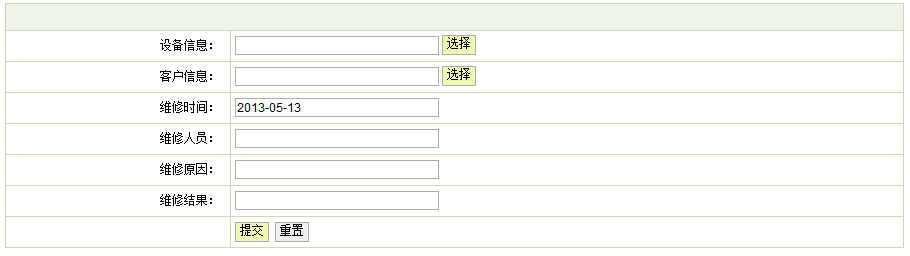 设备信息： 选择
客户信息： 选择
维修时间： 2013-05-13
维修人员：
维修原因：
维修结果：
提交 重置